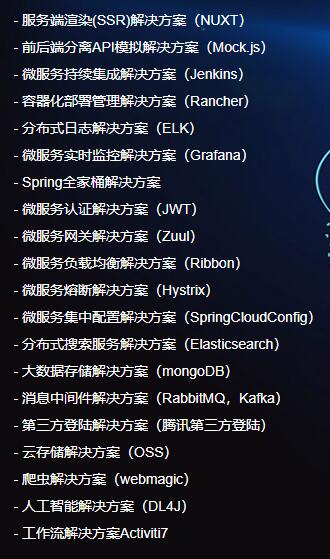 - 服务端渲染(SSR)解决方案（NUXT）
- 前后端分离API模拟解决方案（Mock.js）
- 微服务持续集成解决方案（Jenkins）
- 容器化部署管理解决方案（Rancher）
- 分布式日志解决方案（ELK）
- 微服务实时监控解决方案（Grafana）
- Spring全家桶解决方案
- 微服务认证解决方案（JWT）
- 微服务网关解决方案（Zuul）
- 微服务负载均衡解决方案（Ribbon）
- 微服务熔断解决方案（Hystrix）
- 微服务集中配置解决方案（SpringCloudConfig）
- 分布式搜索服务解决方案（Elasticsearch）
- 大数据存储解决方案（mongoDB）
- 消息中间件解决方案（RabbitMQ，Kafka）
- 第三方登陆解决方案（腾讯第三方登陆）
- 云存储解决方案（OSS）
- 爬虫解决方案（webmagic）
- 人工智能解决方案（DL4J）
- 工作流解决方案Activiti7